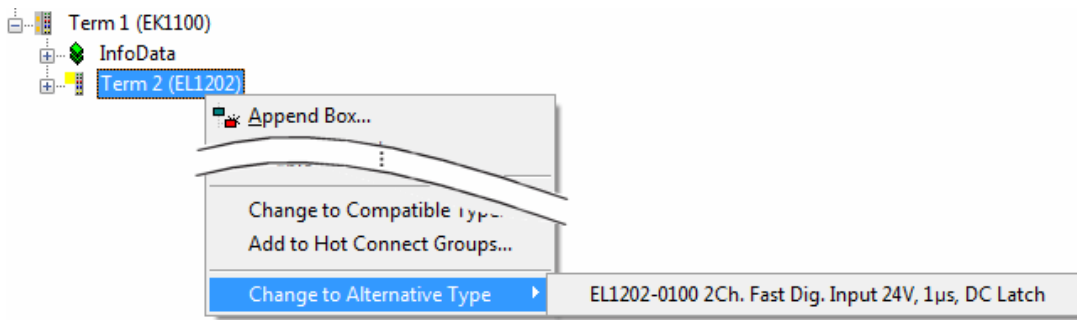 Term 1 (EK1100)
InfoData
Term 2 (EL1202)
Append Box...
Change to Compatible
Add to Hot Connect Groups...
Change to Alternative Type
EL1202-0100 2Ch. Fast Dig. Input 24V, 1µs, DC Latch